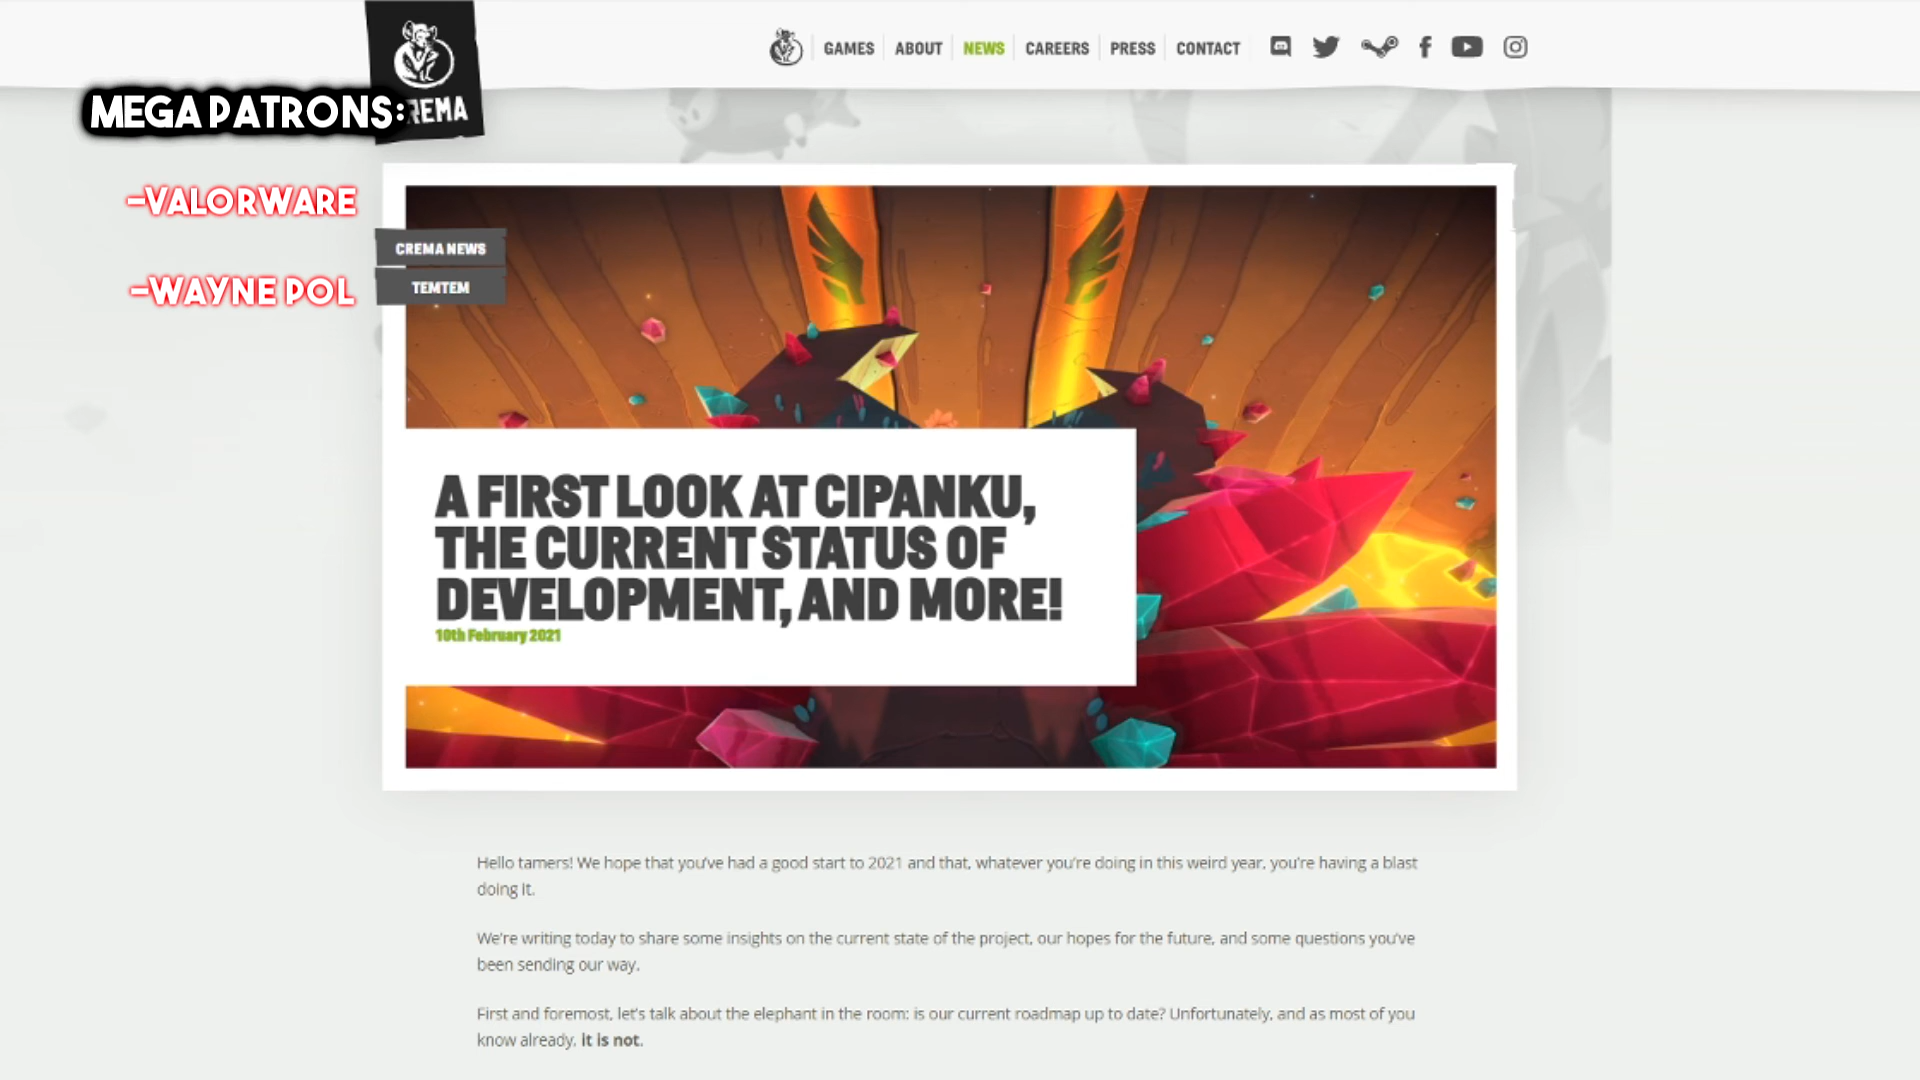 GAMES ABOUT NEWS CAREERS PRESS CONTACT
MEGA PATRONS:
REMA
-VALORWARE
-WAYNE POL
CREMA NEWS
TEMTEM
A FIRST LOOK AT CIPANKU,
THE CURRENT STATUS OF
DEVELOPMENT, AND MORE!
10th February 2021
Hello tamers! We hope that you've had a good start to 2021 and that, whatever you're doing in this weird year, you're having a blast
doing it.
We're writing today to share some insights on the current state of the project, our hopes for the future, and some questions you've
been sending our way.
First and foremost, let's talk about the elephant in the room: is our current roadmap up to date? Unfortunately, and as most of you
know already, it is not.